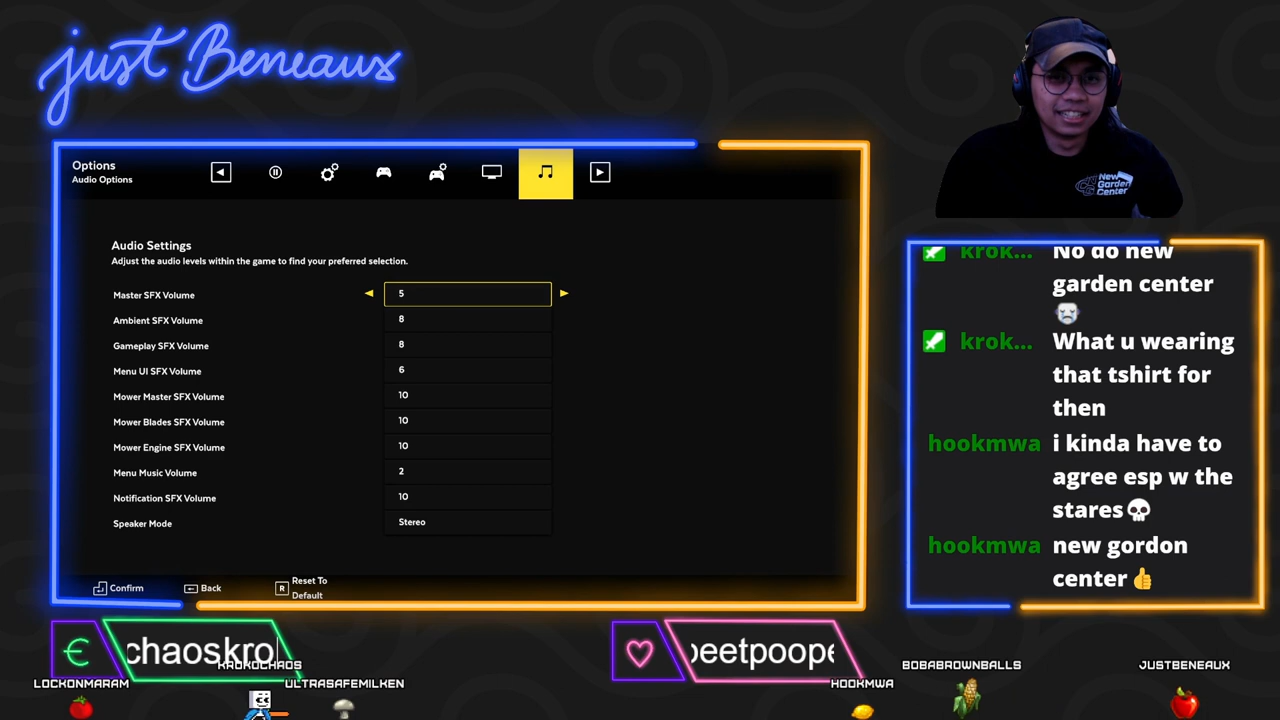 just Beneaux
Options
Audio Options
Audio Settings
Adjust the audio levels within the game to find your preferred selection.
Master SFX Volume 5
Ambient SFX Volume 8
Gameplay SFX Volume 8
Menu UI SFX Volume 6
Mower Master SFX Volume 10
Mower Blades SFX Volume 10
Mower Engine SFX Volume 10
Menu Music Volume 2
Notification SFX Volume 10
Speaker Mode Stereo
Confirm
Back
R Reset To
Default
New
Garden
Center
krok... No do new
garden center
krok... What u wearing
that tshirt for
then
hookmwa i kinda have to
agree esp w the
stares💀
hookmwa new gordon
center👍
€ chaoskro
peetpoope
LOCKONMARAM
KROKOCHAOS
ULTRASAFEMILKEN
HOOKMWA
BOBABROWNBALLS
JUSTBENEAUX